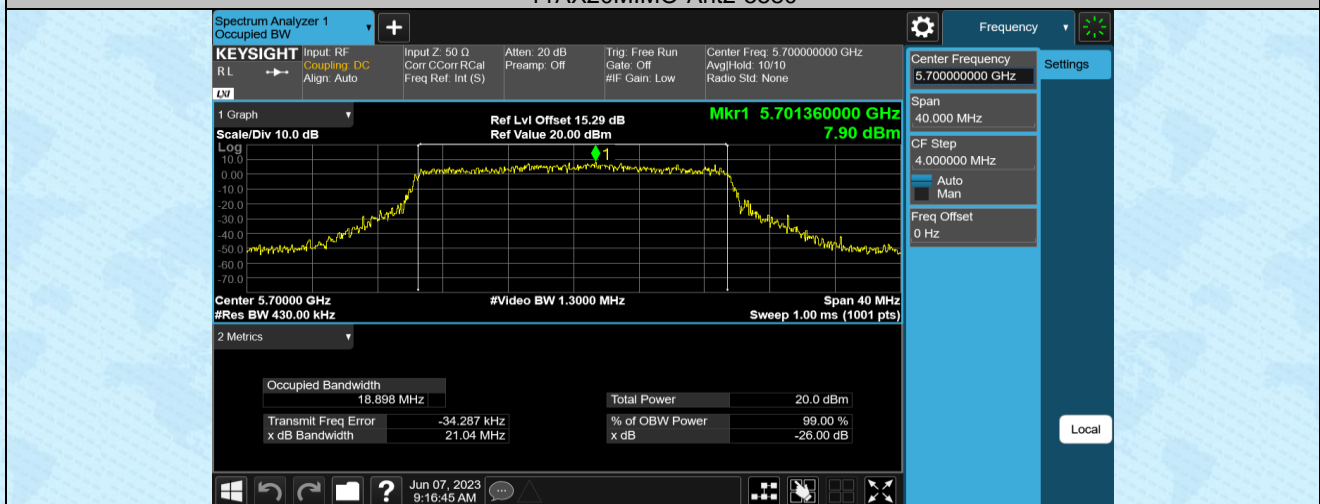 Spectrum Analyzer 1
Occupied BW
Frequency
KEYSIGHT
R L
LXI
Input: RF
Coupling: DC
Align: Auto
Input Z: 50 Ω
Corr CCorr RCal
Freq Ref: Int (S)
Atten: 20 dB
Preamp: Off
Trig: Free Run
Gate: Off
#IF Gain: Low
Center Freq: 5.700000000 GHz
Avg|Hold: 10/10
Radio Std: None
Center Frequency
5.700000000 GHz
Settings
Span
40.000 MHz
CF Step
4.000000 MHz
Auto
Man
Freq Offset
0 Hz
1 Graph
Scale/Div 10.0 dB
Ref Lvl Offset 15.29 dB
Ref Value 20.00 dBm
Mkr1 5.701360000 GHz
7.90 dBm
Log
10.0
0.00
-10.0
-20.0
-30.0
-40.0
-50.0
-60.0
-70.0
1
Center 5.70000 GHz
#Res BW 430.00 kHz
#Video BW 1.3000 MHz
Span 40 MHz
Sweep 1.00 ms (1001 pts)
2 Metrics
Occupied Bandwidth
18.898 MHz
Total Power 20.0 dBm
Transmit Freq Error -34.287 kHz
% of OBW Power 99.00 %
x dB Bandwidth 21.04 MHz
x dB -26.00 dB
Local
?
Jun 07, 2023
9:16:45 AM